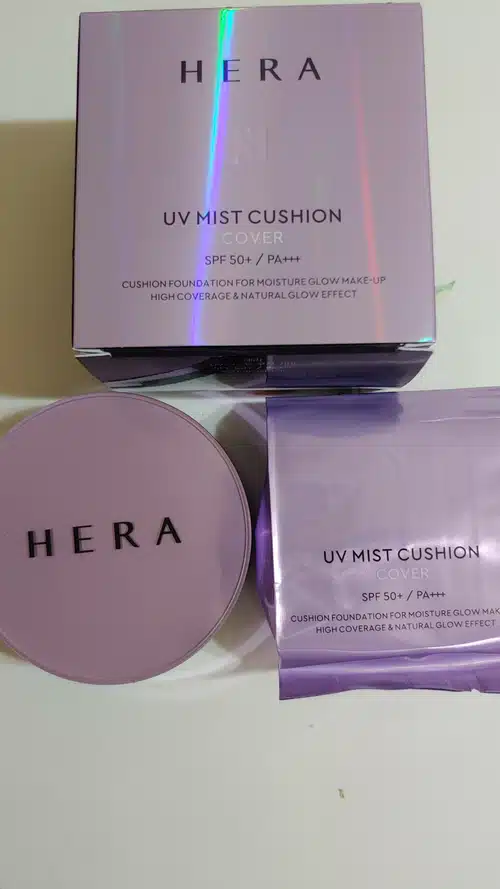 HERA
UV MIST CUSHION
COVER
SPF 50+ / PA+++
CUSHION FOUNDATION FOR MOISTURE GLOW MAKE-UP
HIGH COVERAGE & NATURAL GLOW EFFECT
HERA
UV MIST CUSHION
COVER
SPF 50+ / PA+++
CUSHION FOUNDATION FOR MOISTURE GLOW MAK
HIGH COVERAGE & NATURAL GLOW EFFECT